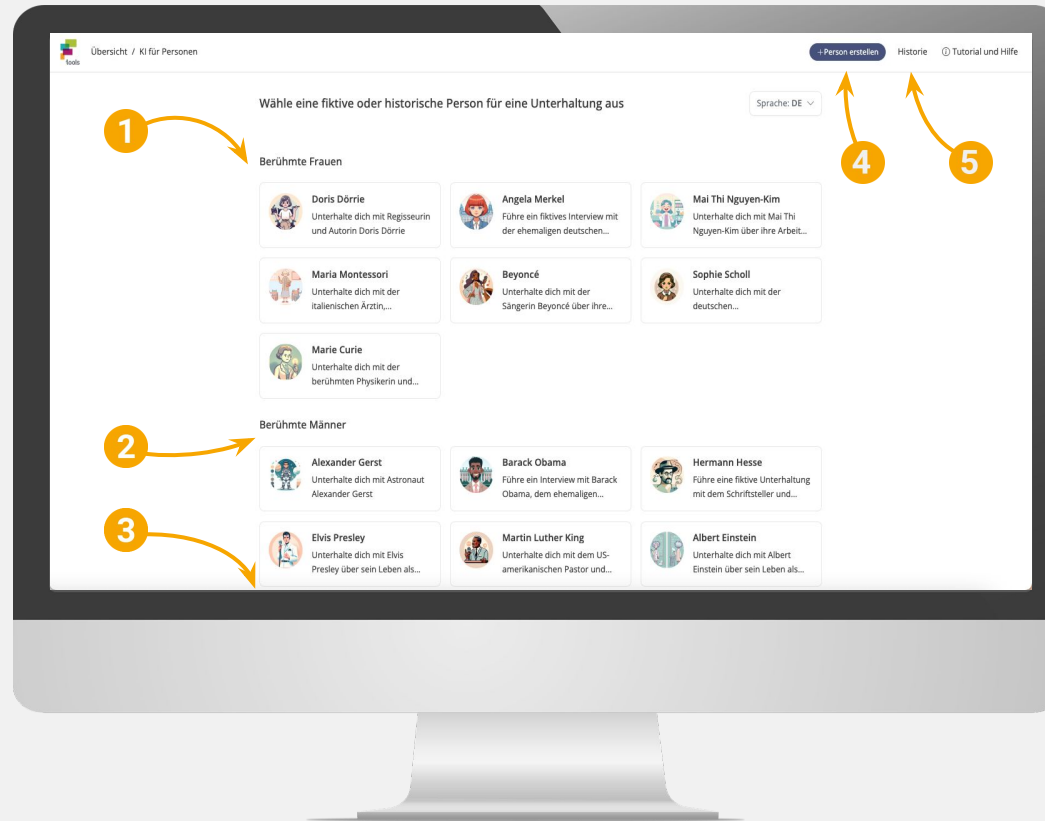 tools
Übersicht / KI für Personen
+Person erstellen
Historie
Tutorial und Hilfe
Wähle eine fiktive oder historische Person für eine Unterhaltung aus
Sprache: DE
1
4
5
Berühmte Frauen
Doris Dörrie
Unterhalte dich mit Regisseurin
und Autorin Doris Dörrie
Angela Merkel
Führe ein fiktives Interview mit
der ehemaligen deutschen...
Mai Thi Nguyen-Kim
Unterhalte dich mit Mai Thi
Nguyen-Kim über ihre Arbeit...
Maria Montessori
Unterhalte dich mit der
italienischen Ärztin,...
Beyoncé
Unterhalte dich mit der
Sängerin Beyoncé über ihre...
Sophie Scholl
Unterhalte dich mit der
deutschen...
Marie Curie
Unterhalte dich mit der
berühmten Physikerin und...
2
Berühmte Männer
Alexander Gerst
Unterhalte dich mit Astronaut
Alexander Gerst
Barack Obama
Führe ein Interview mit Barack
Obama, dem ehemaligen...
Hermann Hesse
Führe eine fiktive Unterhaltung
mit dem Schriftsteller und...
3
Elvis Presley
Unterhalte dich mit Elvis
Presley über sein Leben als...
Martin Luther King
Unterhalte dich mit dem US-
amerikanischen Pastor und...
Albert Einstein
Unterhalte dich mit Albert
Einstein über sein Leben als...